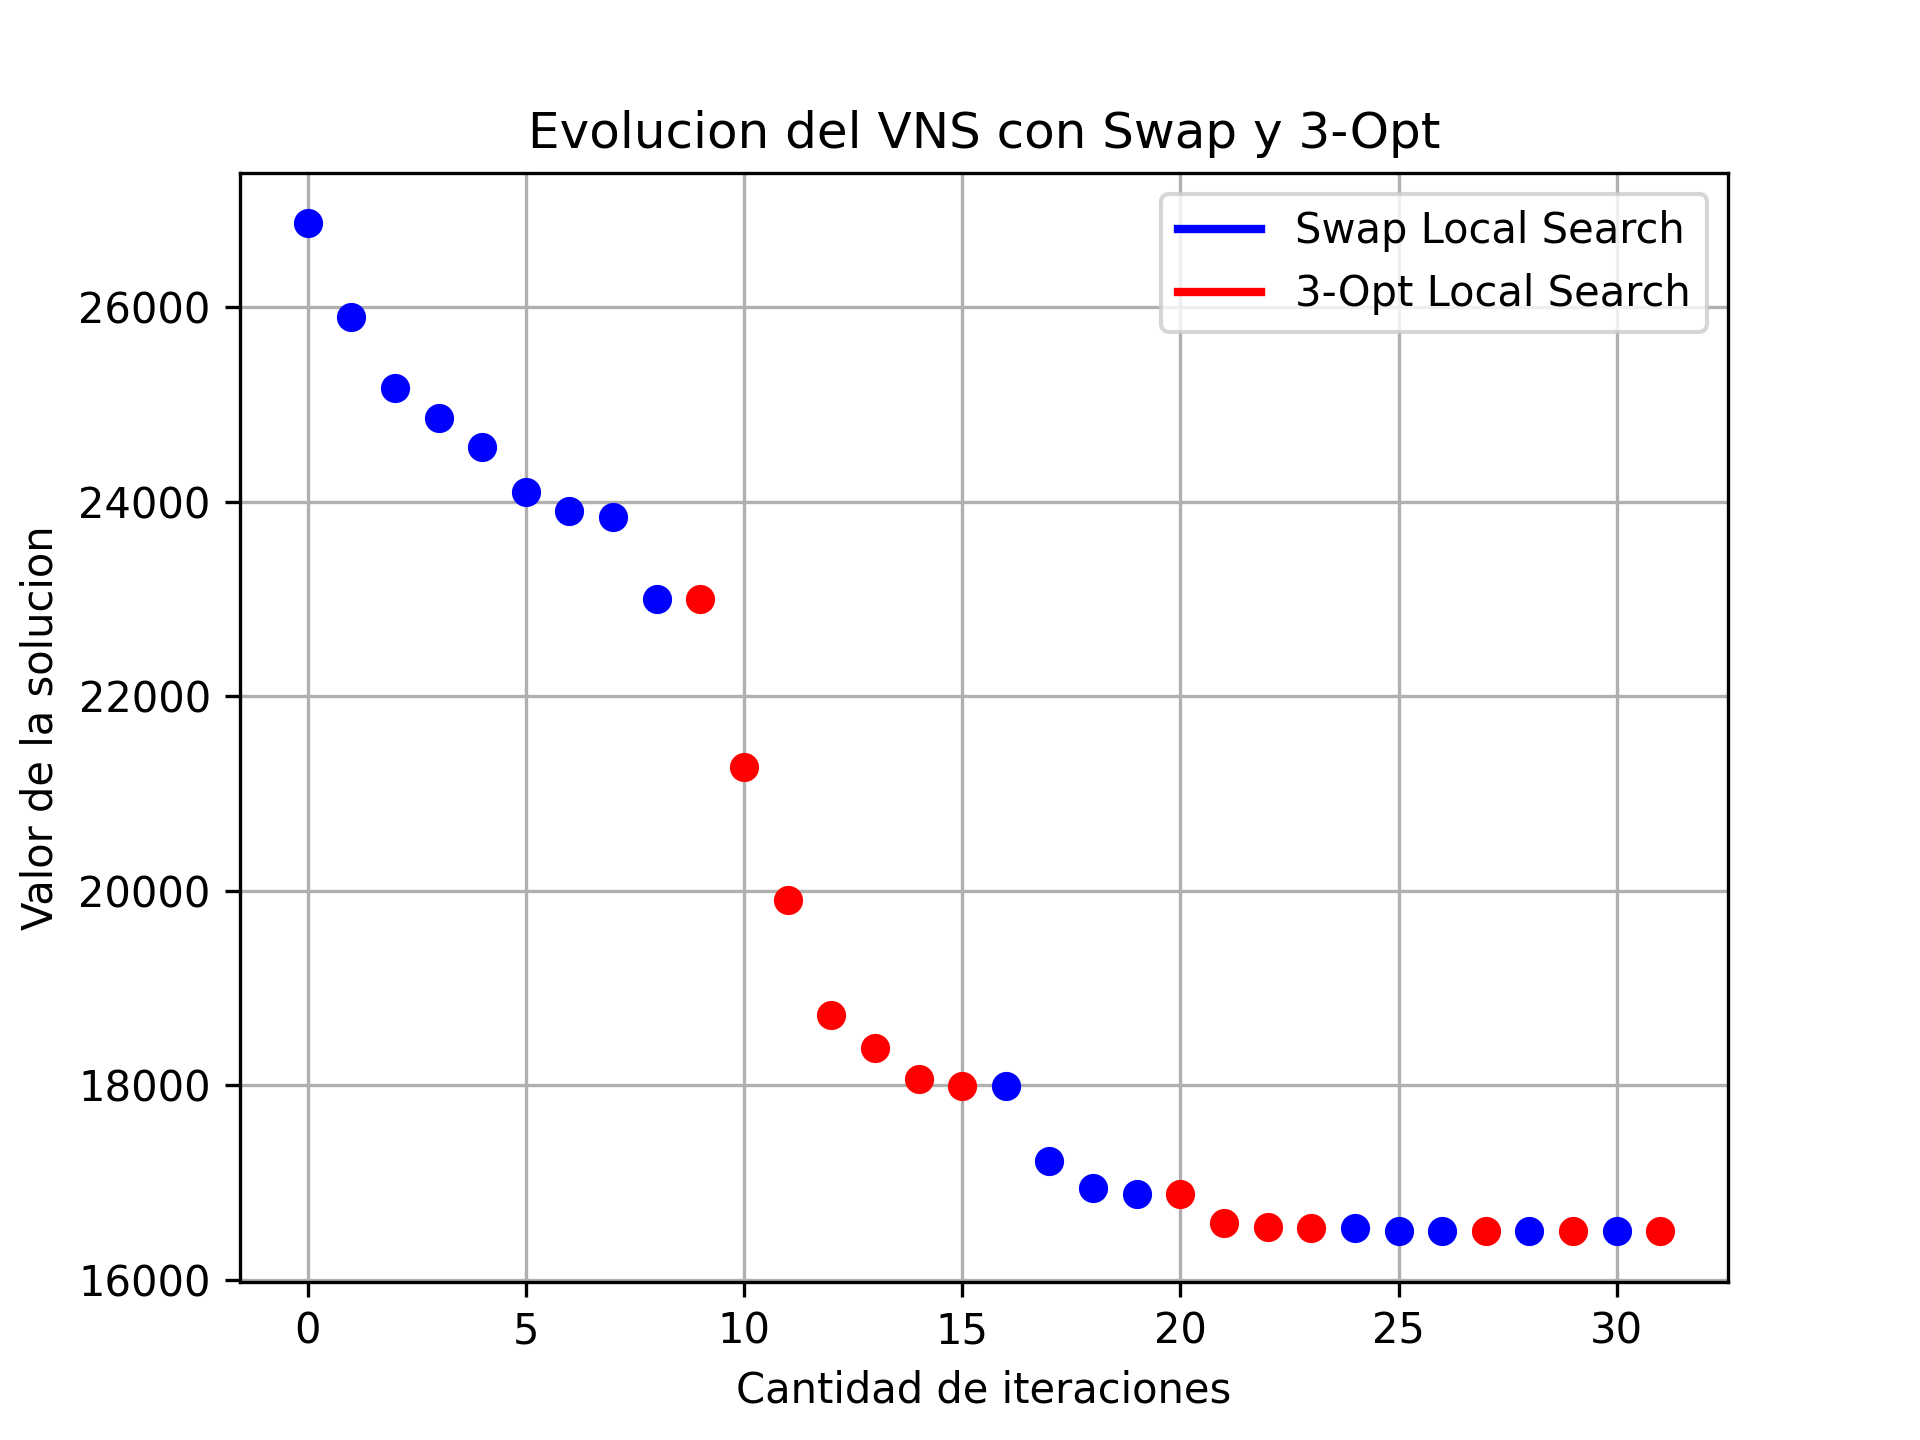 Evolucion del VNS con Swap y 3-Opt
Swap Local Search
3-Opt Local Search
Valor de la solucion
26000
24000
22000
20000
18000
16000
0 5 10 15 20 25 30
Cantidad de iteraciones